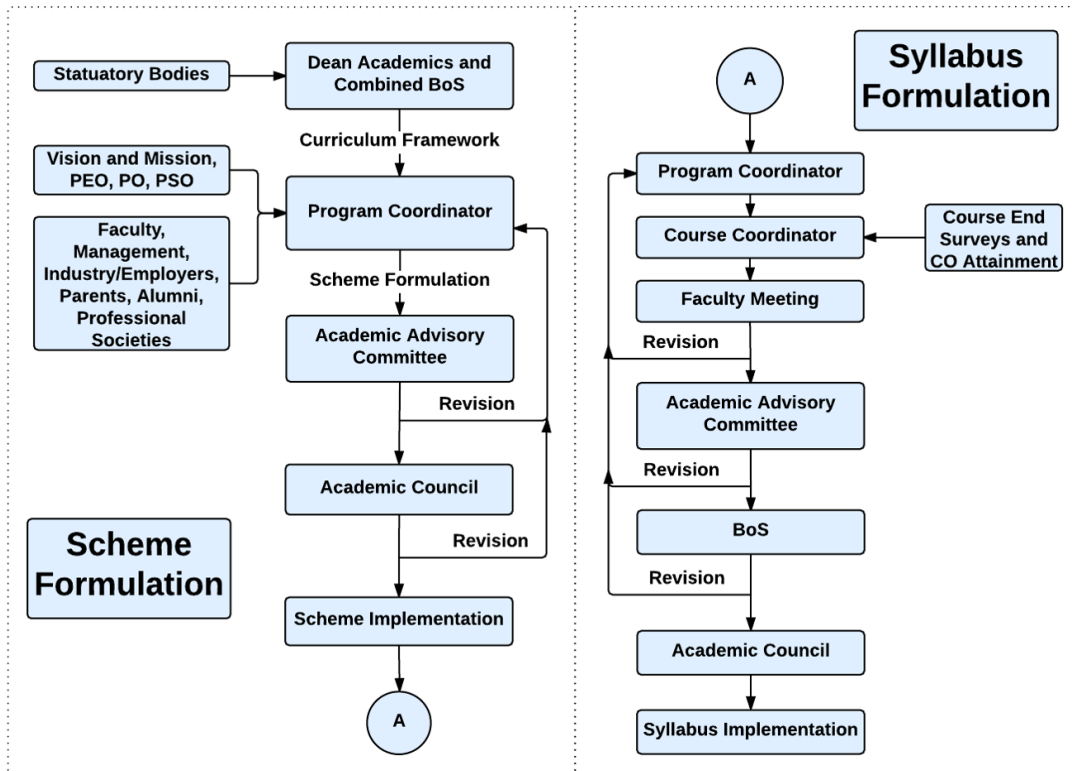 Statuatory Bodies
Dean Academics and
Combined BoS
Curriculum Framework
Vision and Mission,
PEO, PO, PSO
Program Coordinator
Faculty,
Management,
Industry/Employers,
Parents, Alumni,
Professional
Societies
Scheme Formulation
Academic Advisory
Committee
Revision
Academic Council
Revision
Scheme
Formulation
Scheme Implementation
A
A
Syllabus
Formulation
Program Coordinator
Course Coordinator
Course End
Surveys and
CO Attainment
Faculty Meeting
Revision
Academic Advisory
Committee
Revision
BoS
Revision
Academic Council
Syllabus Implementation